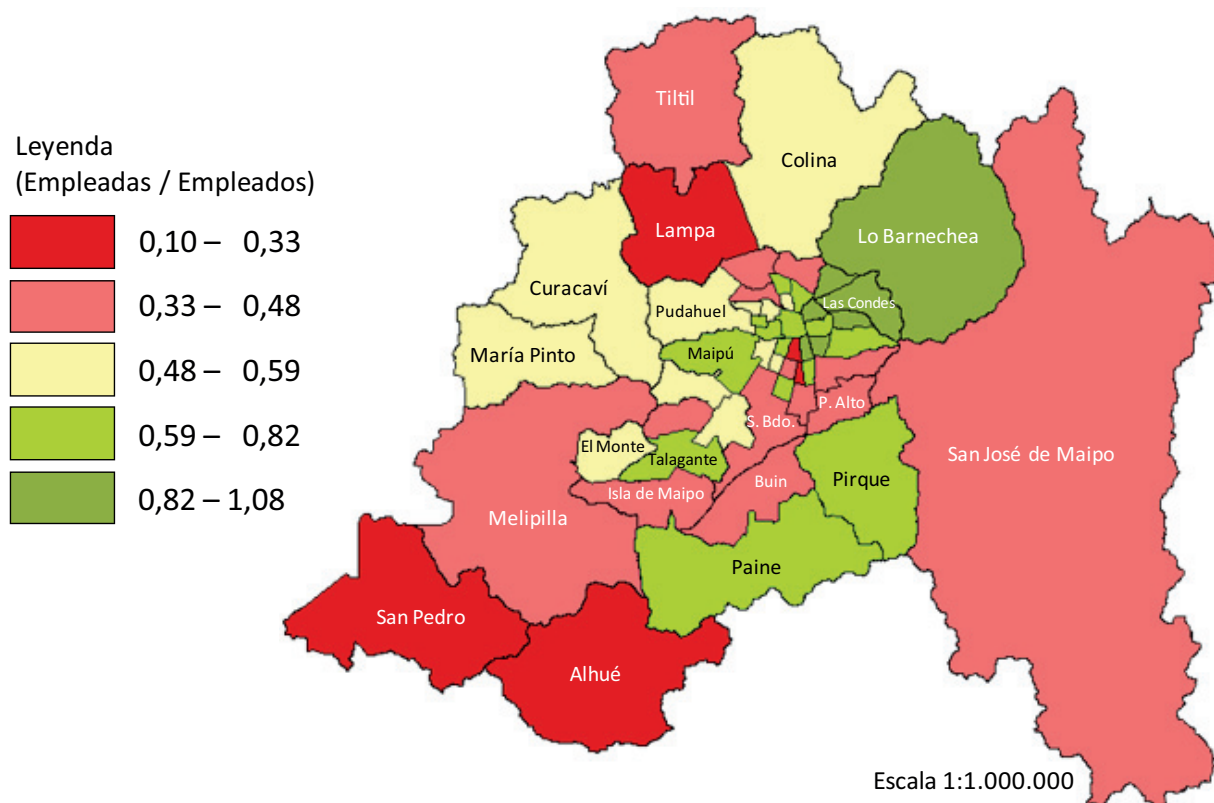 Leyenda
(Empleadas / Empleados)
0,10 – 0,33
0,33 – 0,48
0,48 – 0,59
0,59 – 0,82
0,82 – 1,08
Tiltil
Colina
Lampa
Lo Barnechea
Curacaví
Pudahuel
Las Condes
María Pinto
Maipú
P. Alto
S. Bdo.
El Monte
Talagante
San José de Maipo
Buin
Pirque
Isla de Maipo
Melipilla
Paine
San Pedro
Alhué
Escala 1:1.000.000